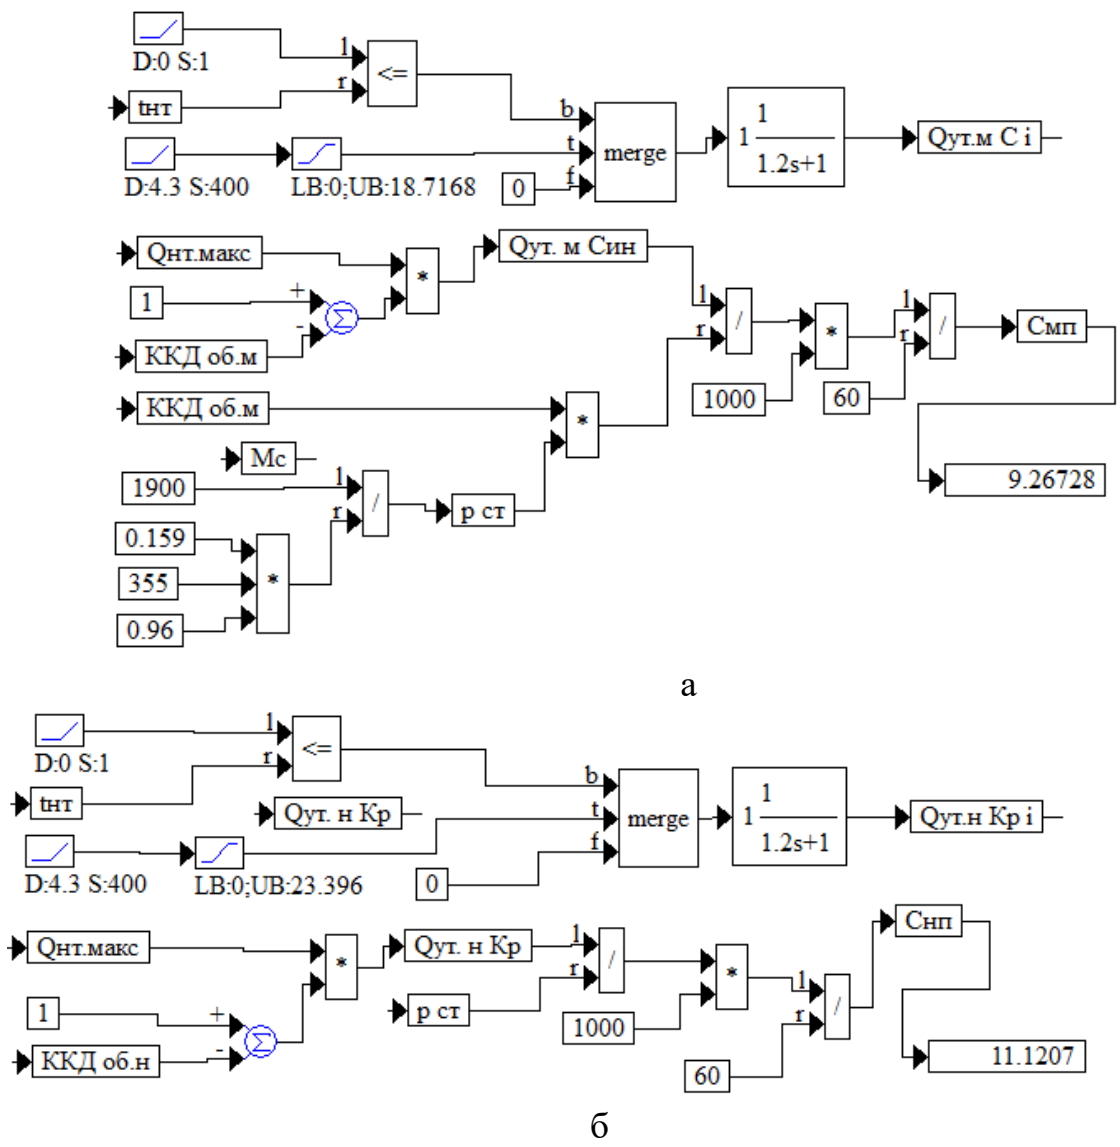 D:0 S:1
l
r
<=
tнт
b
t
f
merge
1
1
1.2s+1
Qут.м С i
D:4.3 S:400
LB:0;UB:18.7168
0
Qнт.макс
*
Qут. м Син
1
+
-
Σ
ККД об.м
l
r
/
*
l
r
/
Смп
1000
60
ККД об.м
*
Мс
1900
l
r
/
р ст
9.26728
0.159
355
*
0.96
а
D:0 S:1
l
r
<=
tнт
Qут. н Кр
b
t
f
merge
1
1
1.2s+1
Qут.н Кр i
D:4.3 S:400
LB:0;UB:23.396
0
Qнт.макс
*
Qут. н Кр
l
r
/
*
l
r
/
Снп
1
+
-
Σ
р ст
1000
ККД об.н
60
11.1207
б